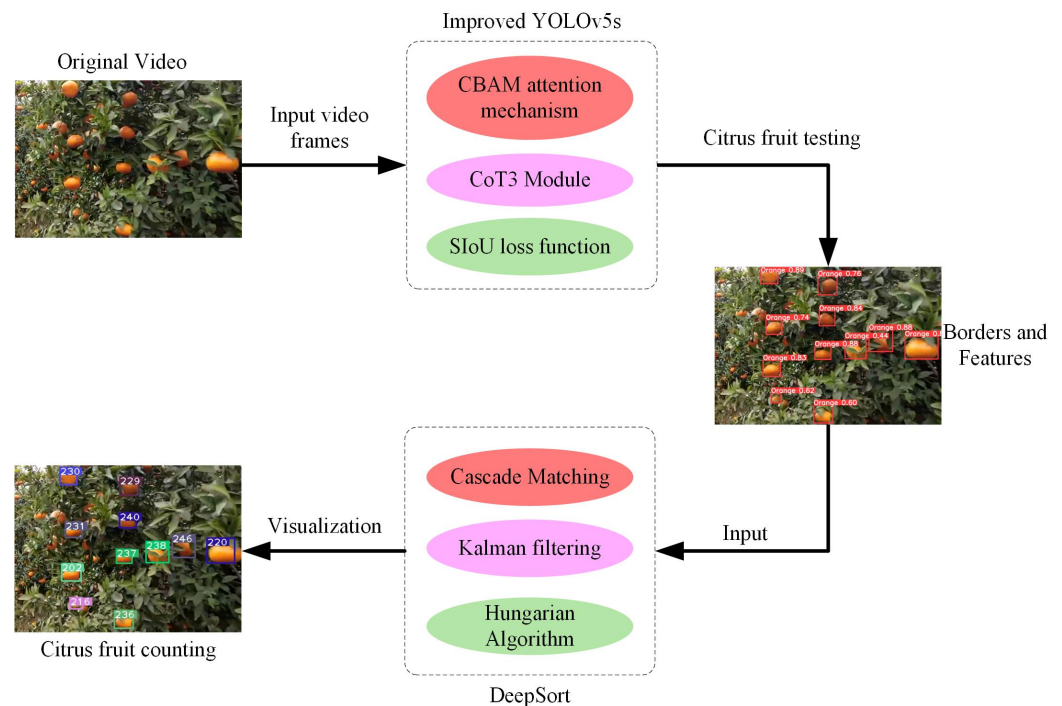 Improved YOLOv5s
Original Video
Input video
frames
CBAM attention
mechanism
CoT3 Module
SIoU loss function
Citrus fruit testing
Orange 0.89
Orange 0.76
Orange 0.84
Orange 0.74
Orange 0.88
Orange 0.44
Orange 0.88
Orange 0.83
Orange 0.62
Orange 0.60
Borders and
Features
Input
Cascade Matching
Kalman filtering
Hungarian
Algorithm
DeepSort
Visualization
230
229
231
240
246
220
237
238
202
216
236
Citrus fruit counting